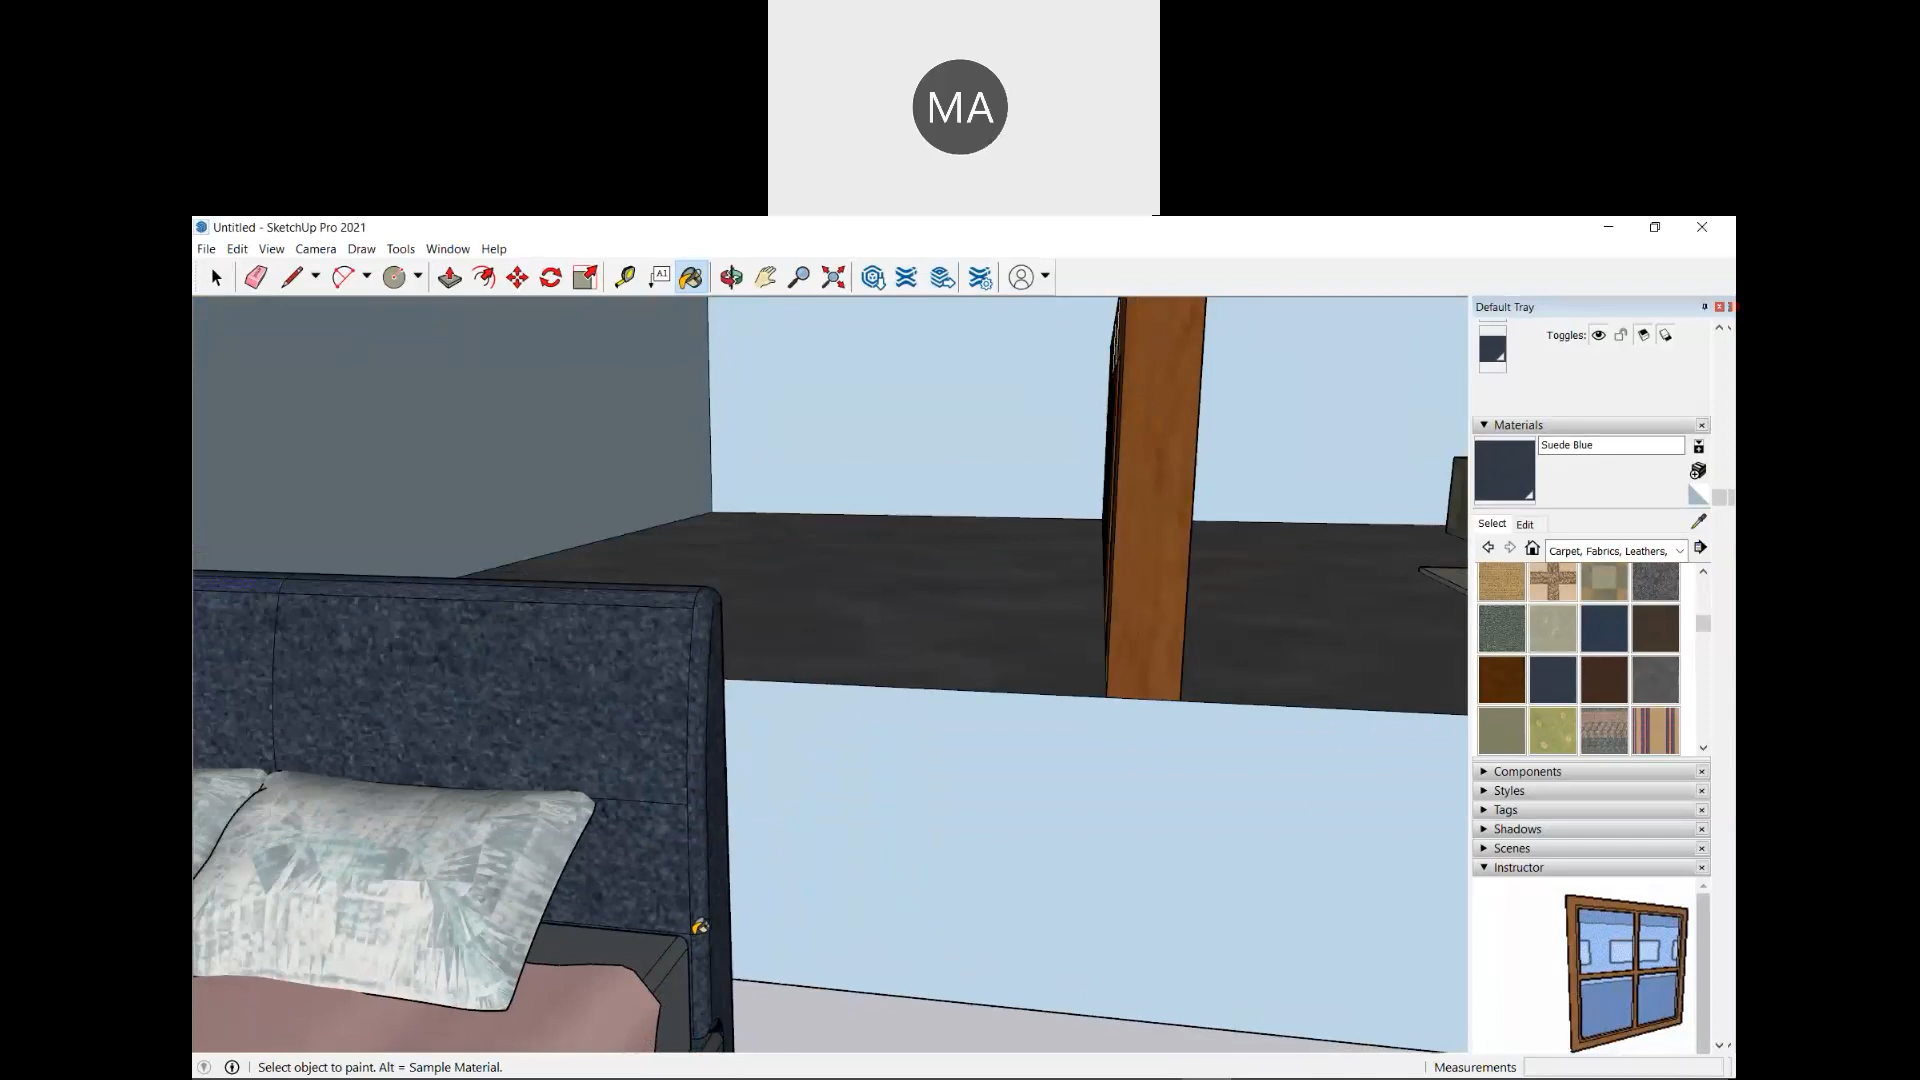 MA
Untitled - SketchUp Pro 2021
File Edit View Camera Draw Tools Window Help
A1
Default Tray
Toggles:
Materials
Suede Blue
Select Edit
Carpet, Fabrics, Leathers,
Components
Styles
Tags
Shadows
Scenes
Instructor
Select object to paint. Alt = Sample Material.
Measurements